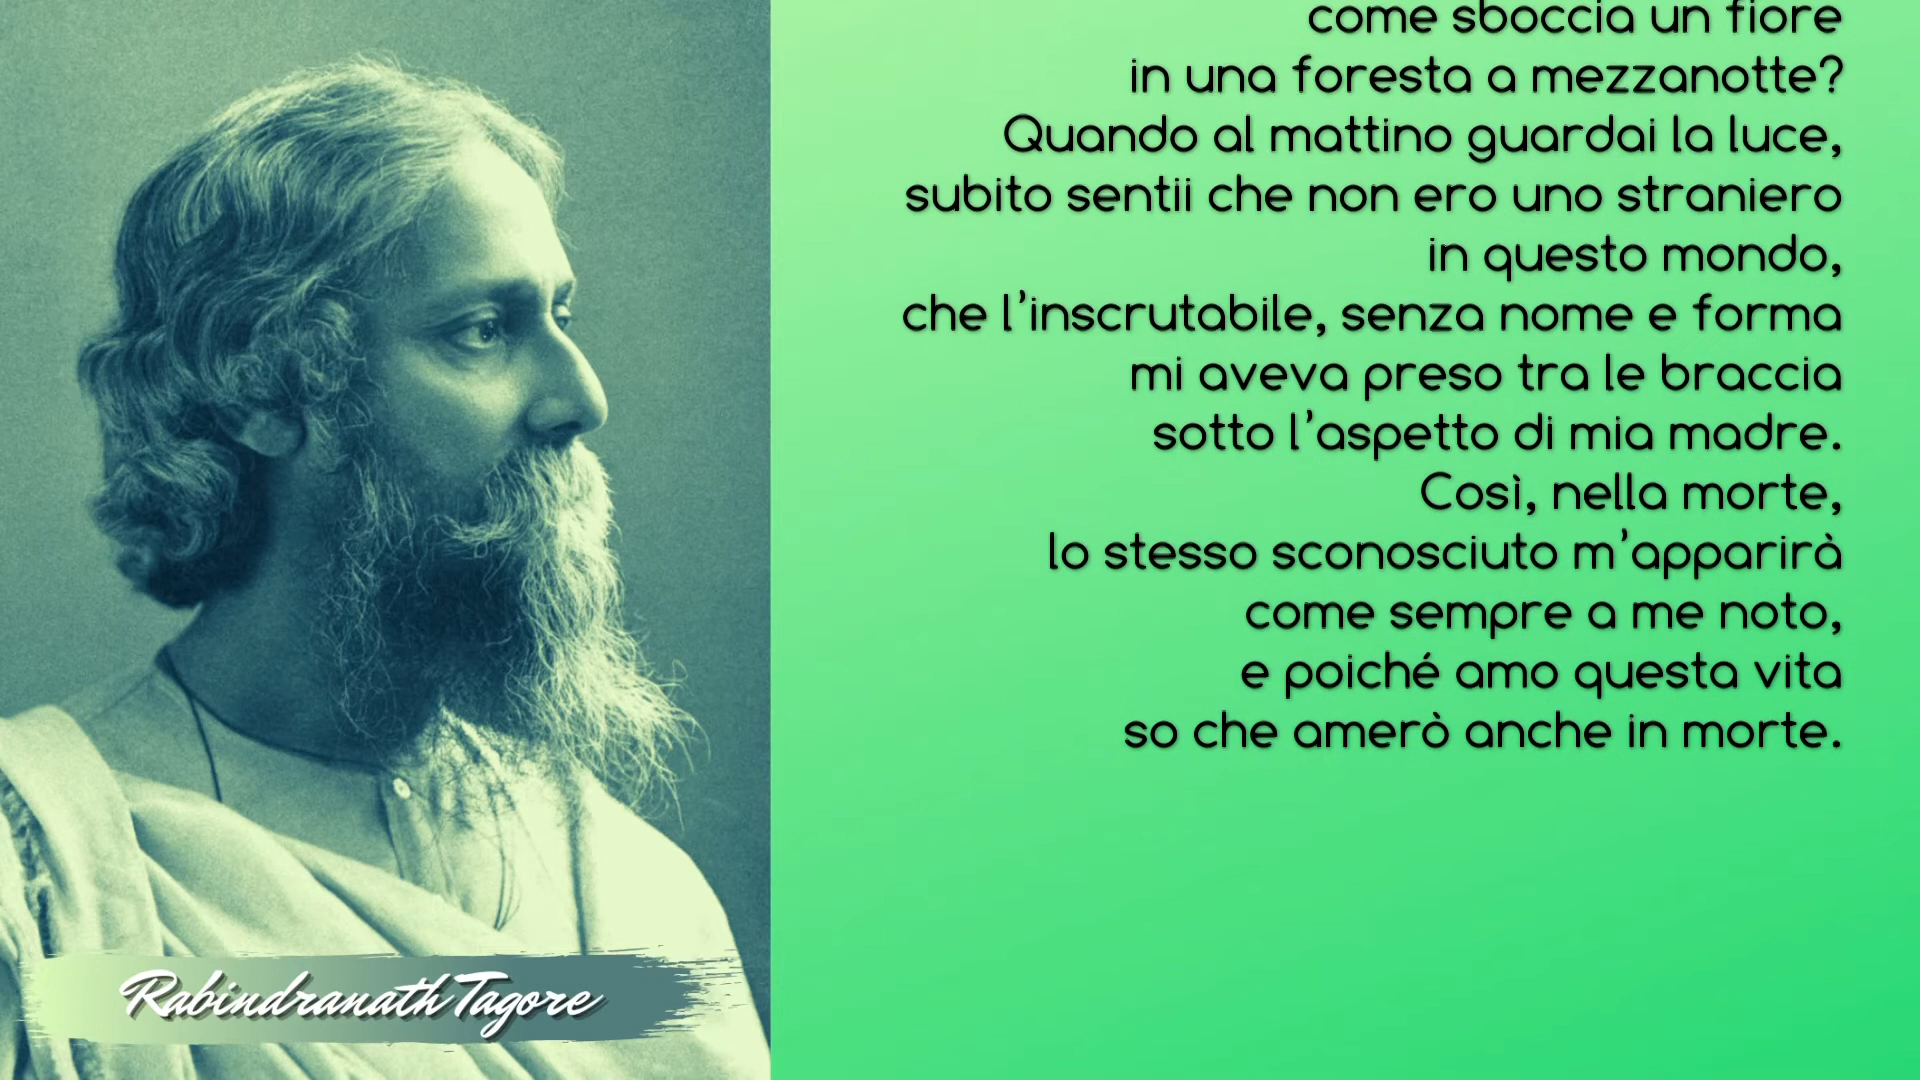 come sboccia un fiore
in una foresta a mezzanotte?
Quando al mattino guardai la luce,
subito sentii che non ero uno straniero
in questo mondo,
che l'inscrutabile, senza nome e forma
mi aveva preso tra le braccia
sotto l'aspetto di mia madre.
Così, nella morte,
lo stesso sconosciuto m'apparirà
come sempre a me noto,
e poiché amo questa vita
so che amerò anche in morte.
Rabindranath Tagore